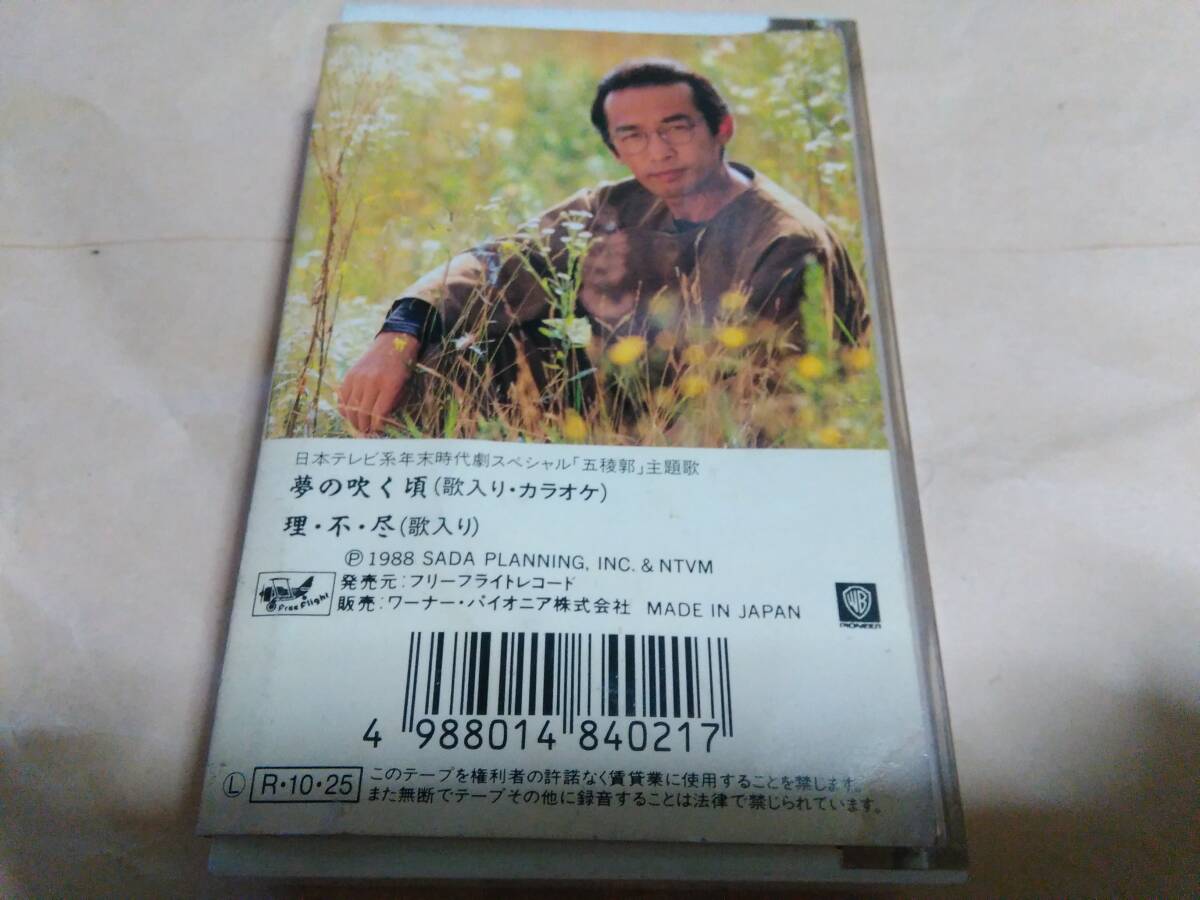 日本テレビ系年末時代劇スペシャル「五稜郭」主題歌
夢の吹く頃(歌入り・カラオケ)
理・不・尽(歌入り)
Ⓟ1988 SADA PLANNING, INC. & NTVM
Free Flight
発売元:フリーフライトレコード
販売:ワーナー・パイオニア株式会社 MADE IN JAPAN
WB
PIONEER
4 988014 840217
Ⓛ R・10・25 このテープを権利者の許諾なく賃貸業に使用することを禁じます。
また無断でテープその他に録音することは法律で禁じられています。